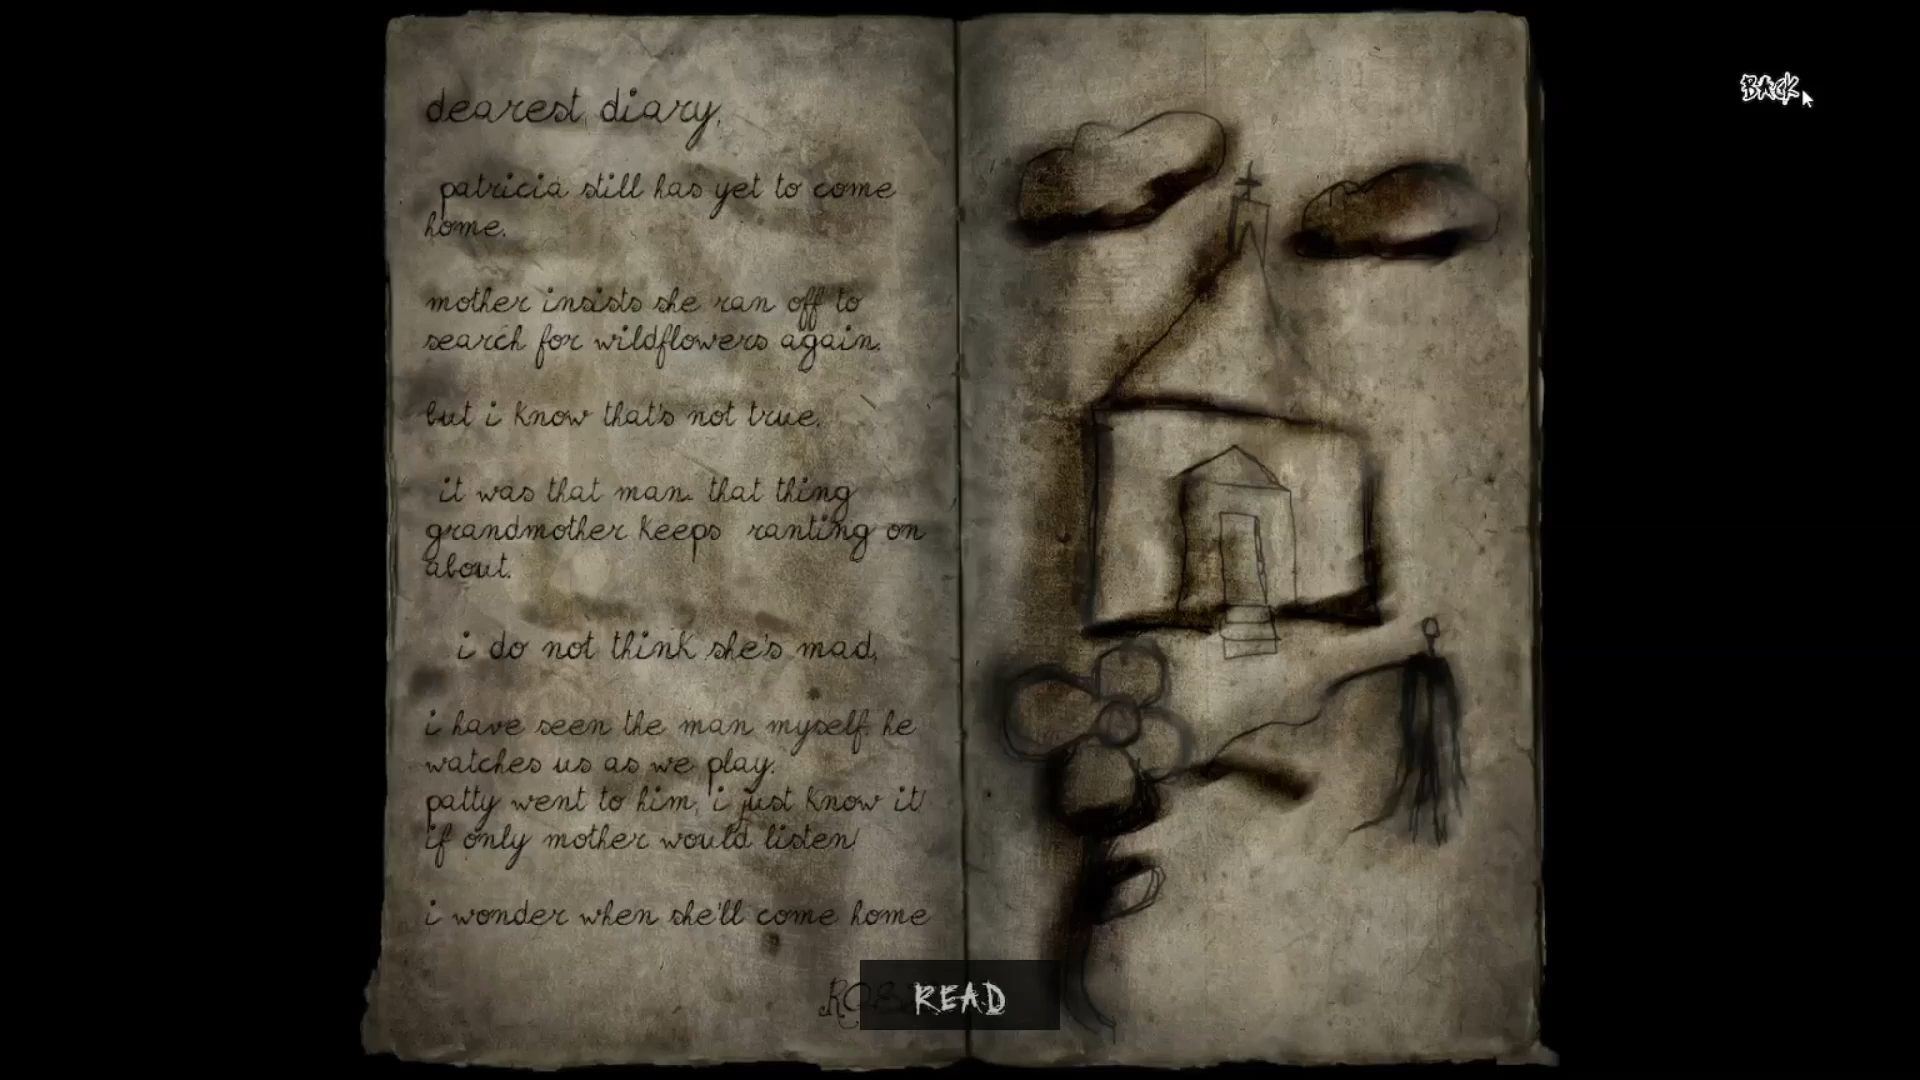 BACK
dearest diary,
patricia still has yet to come
home.
mother insists she ran off to
search for wildflowers again.
but i know that's not true.
it was that man. that thing
grandmother keeps ranting on
about.
i do not think she's mad,
i have seen the man myself. he
watches us as we play.
patty went to him, i just know it!
if only mother would listen!
i wonder when she'll come home
READ